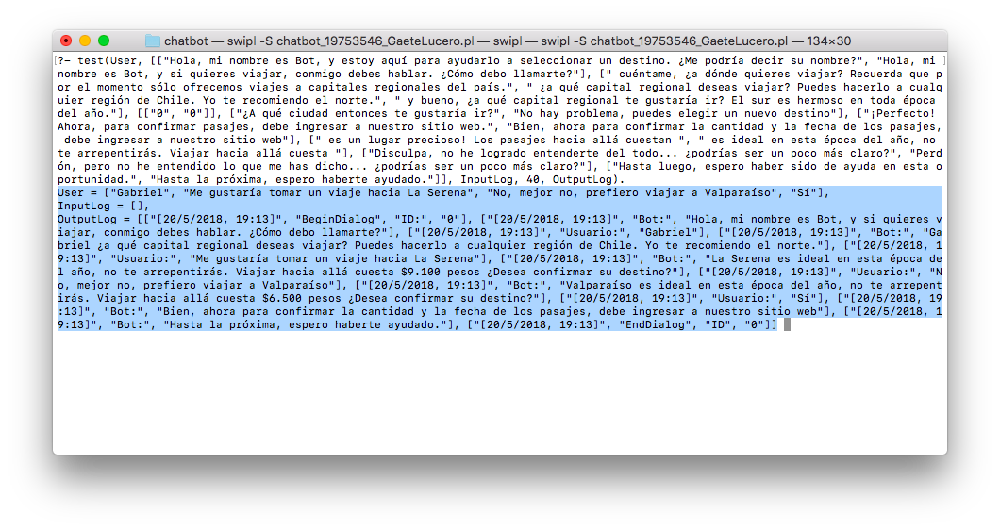 chatbot — swipl -S chatbot_19753546_GaeteLucero.pl — swipl — swipl -S chatbot_19753546_GaeteLucero.pl — 134×30
?- test(User, [["Hola, mi nombre es Bot, y estoy aquí para ayudarlo a seleccionar un destino. ¿Me podría decir su nombre?", "Hola, mi
nombre es Bot, y si quieres viajar, conmigo debes hablar. ¿Cómo debo llamarte?"], [" cuéntame, ¿a dónde quieres viajar? Recuerda que p
or el momento sólo ofrecemos viajes a capitales regionales del país.", " ¿a qué capital regional deseas viajar? Puedes hacerlo a cualq
uier región de Chile. Yo te recomiendo el norte.", " y bueno, ¿a qué capital regional te gustaría ir? El sur es hermoso en toda época
del año."], [["0", "0"]], ["¿A qué ciudad entonces te gustaría ir?", "No hay problema, puedes elegir un nuevo destino"], ["¡Perfecto!
Ahora, para confirmar pasajes, debe ingresar a nuestro sitio web.", "Bien, ahora para confirmar la cantidad y la fecha de los pasajes,
debe ingresar a nuestro sitio web"], [" es un lugar precioso! Los pasajes hacia allá cuestan ", " es ideal en esta época del año, no
te arrepentirás. Viajar hacia allá cuesta "], ["Disculpa, no he logrado entenderte del todo... ¿podrías ser un poco más claro?", "Perd
ón, pero no he entendido lo que me has dicho... ¿podrías ser un poco más claro?"], ["Hasta luego, espero haber sido de ayuda en esta o
portunidad.", "Hasta la próxima, espero haberte ayudado."]], InputLog, 40, OutputLog).
User = ["Gabriel", "Me gustaría tomar un viaje hacia La Serena", "No, mejor no, prefiero viajar a Valparaíso", "Sí"],
InputLog = [],
OutputLog = [["[20/5/2018, 19:13]", "BeginDialog", "ID:", "0"], ["[20/5/2018, 19:13]", "Bot:", "Hola, mi nombre es Bot, y si quieres v
iajar, conmigo debes hablar. ¿Cómo debo llamarte?"], ["[20/5/2018, 19:13]", "Usuario:", "Gabriel"], ["[20/5/2018, 19:13]", "Bot:", "Ga
briel ¿a qué capital regional deseas viajar? Puedes hacerlo a cualquier región de Chile. Yo te recomiendo el norte."], ["[20/5/2018, 1
9:13]", "Usuario:", "Me gustaría tomar un viaje hacia La Serena"], ["[20/5/2018, 19:13]", "Bot:", "La Serena es ideal en esta época de
l año, no te arrepentirás. Viajar hacia allá cuesta $9.100 pesos ¿Desea confirmar su destino?"], ["[20/5/2018, 19:13]", "Usuario:", "N
o, mejor no, prefiero viajar a Valparaíso"], ["[20/5/2018, 19:13]", "Bot:", "Valparaíso es ideal en esta época del año, no te arrepent
irás. Viajar hacia allá cuesta $6.500 pesos ¿Desea confirmar su destino?"], ["[20/5/2018, 19:13]", "Usuario:", "Sí"], ["[20/5/2018, 19
:13]", "Bot:", "Bien, ahora para confirmar la cantidad y la fecha de los pasajes, debe ingresar a nuestro sitio web"], ["[20/5/2018, 1
9:13]", "Bot:", "Hasta la próxima, espero haberte ayudado."], ["[20/5/2018, 19:13]", "EndDialog", "ID", "0"]]